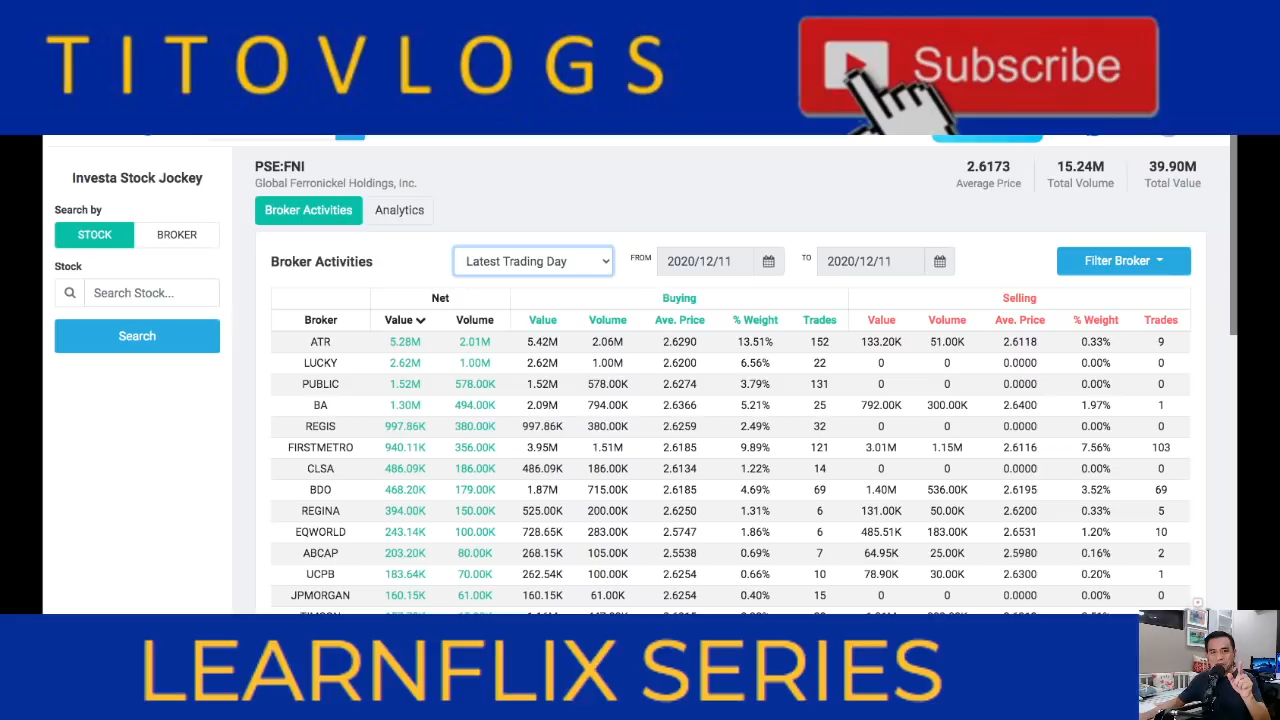 TITOVLOGS
Subscribe
Investa Stock Jockey
Search by
STOCK BROKER
Stock
Search Stock...
Search
PSE:FNI
Global Ferronickel Holdings, Inc.
2.6173 15.24M 39.90M
Average Price Total Volume Total Value
Broker Activities Analytics
Broker Activities Latest Trading Day FROM 2020/12/11 TO 2020/12/11 Filter Broker
Net Buying Selling
Broker Value Volume Value Volume Ave. Price % Weight Trades Value Volume Ave. Price % Weight Trades
ATR 5.28M 2.01M 5.42M 2.06M 2.6290 13.51% 152 133.20K 51.00K 2.6118 0.33% 9
LUCKY 2.62M 1.00M 2.62M 1.00M 2.6200 6.56% 22 0 0 0.0000 0.00% 0
PUBLIC 1.52M 578.00K 1.52M 578.00K 2.6274 3.79% 131 0 0 0.0000 0.00% 0
BA 1.30M 494.00K 2.09M 794.00K 2.6366 5.21% 25 792.00K 300.00K 2.6400 1.97% 1
REGIS 997.86K 380.00K 997.86K 380.00K 2.6259 2.49% 32 0 0 0.0000 0.00% 0
FIRSTMETRO 940.11K 356.00K 3.95M 1.51M 2.6185 9.89% 121 3.01M 1.15M 2.6116 7.56% 103
CLSA 486.09K 186.00K 486.09K 186.00K 2.6134 1.22% 14 0 0 0.0000 0.00% 0
BDO 468.20K 179.00K 1.87M 715.00K 2.6185 4.69% 69 1.40M 536.00K 2.6195 3.52% 69
REGINA 394.00K 150.00K 525.00K 200.00K 2.6250 1.31% 6 131.00K 50.00K 2.6200 0.33% 5
EQWORLD 243.14K 100.00K 728.65K 283.00K 2.5747 1.86% 6 485.51K 183.00K 2.6531 1.20% 10
ABCAP 203.20K 80.00K 268.15K 105.00K 2.5538 0.69% 7 64.95K 25.00K 2.5980 0.16% 2
UCPB 183.64K 70.00K 262.54K 100.00K 2.6254 0.66% 10 78.90K 30.00K 2.6300 0.20% 1
JPMORGAN 160.15K 61.00K 160.15K 61.00K 2.6254 0.40% 15 0 0 0.0000 0.00% 0
LEARNFLIX SERIES